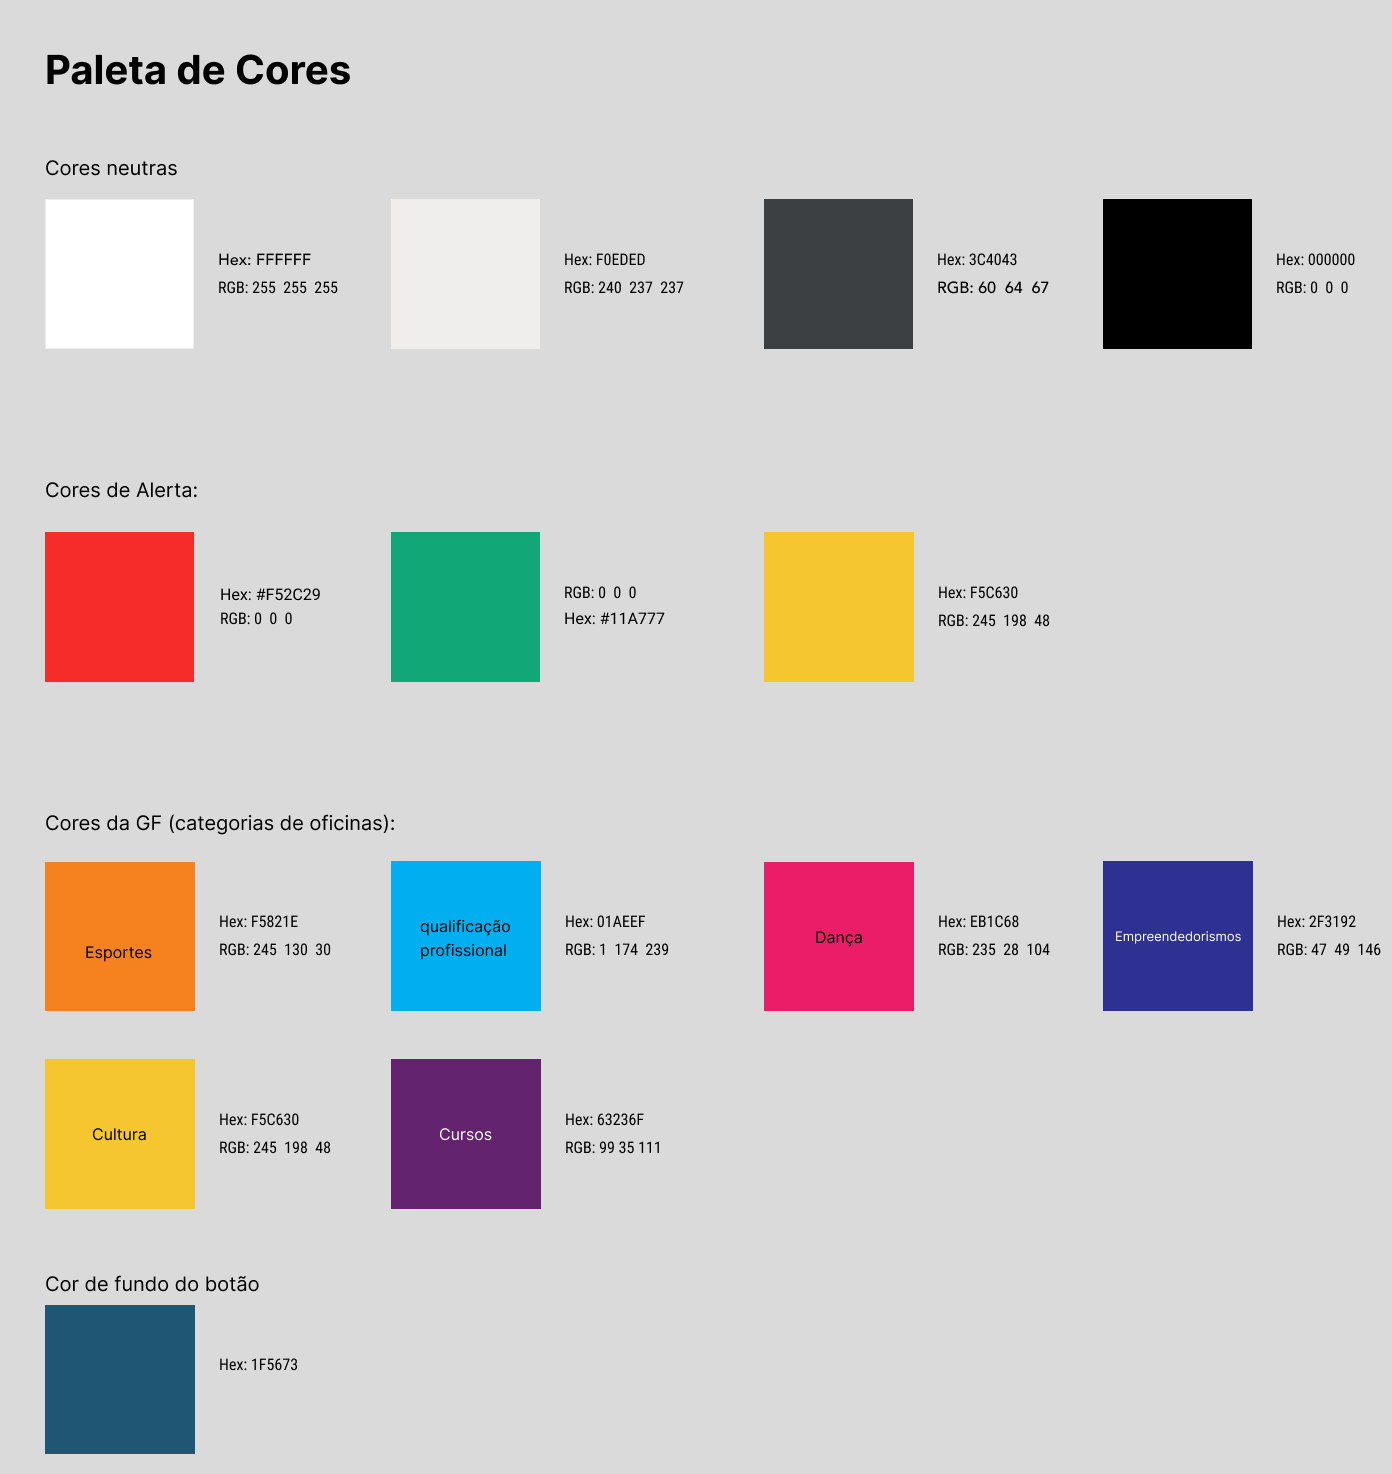 Paleta de Cores
Cores neutras
Hex: FFFFFF
RGB: 255 255 255
Hex: F0EDED
RGB: 240 237 237
Hex: 3C4043
RGB: 60 64 67
Hex: 000000
RGB: 0 0 0
Cores de Alerta:
Hex: #F52C29
RGB: 0 0 0
RGB: 0 0 0
Hex: #11A777
Hex: F5C630
RGB: 245 198 48
Cores da GF (categorias de oficinas):
Esportes
Hex: F5821E
RGB: 245 130 30
qualificação
profissional
Hex: 01AEEF
RGB: 1 174 239
Dança
Hex: EB1C68
RGB: 235 28 104
Empreendedorismos
Hex: 2F3192
RGB: 47 49 146
Cultura
Hex: F5C630
RGB: 245 198 48
Cursos
Hex: 63236F
RGB: 99 35 111
Cor de fundo do botão
Hex: 1F5673